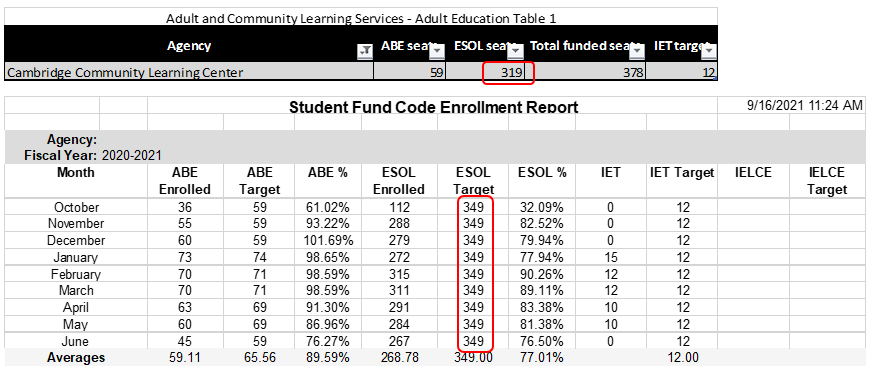 Adult and Community Learning Services - Adult Education Table 1
Agency ABE seats ESOL seats Total funded seats IET target
Cambridge Community Learning Center 59 319 378 12
Student Fund Code Enrollment Report 9/16/2021 11:24 AM
Agency:
Fiscal Year: 2020-2021
Month ABE Enrolled ABE Target ABE % ESOL Enrolled ESOL Target ESOL % IET IET Target IELCE IELCE Target
October 36 59 61.02% 112 349 32.09% 0 12
November 55 59 93.22% 288 349 82.52% 0 12
December 60 59 101.69% 279 349 79.94% 0 12
January 73 74 98.65% 272 349 77.94% 15 12
February 70 71 98.59% 315 349 90.26% 12 12
March 70 71 98.59% 311 349 89.11% 12 12
April 63 69 91.30% 291 349 83.38% 10 12
May 60 69 86.96% 284 349 81.38% 10 12
June 45 59 76.27% 267 349 76.50% 0 12
Averages 59.11 65.56 89.59% 268.78 349.00 77.01% 12.00